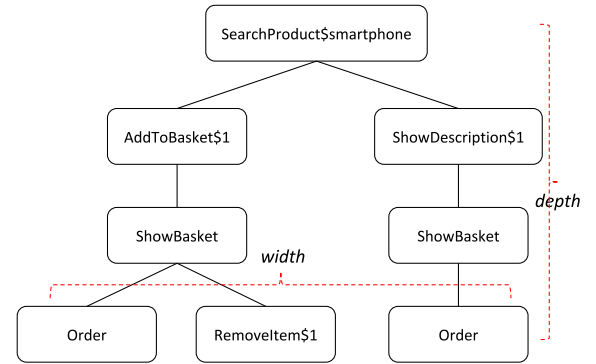 SearchProduct$smartphone
AddToBasket$1
ShowDescription$1
depth
ShowBasket
ShowBasket
width
Order
RemoveItem$1
Order